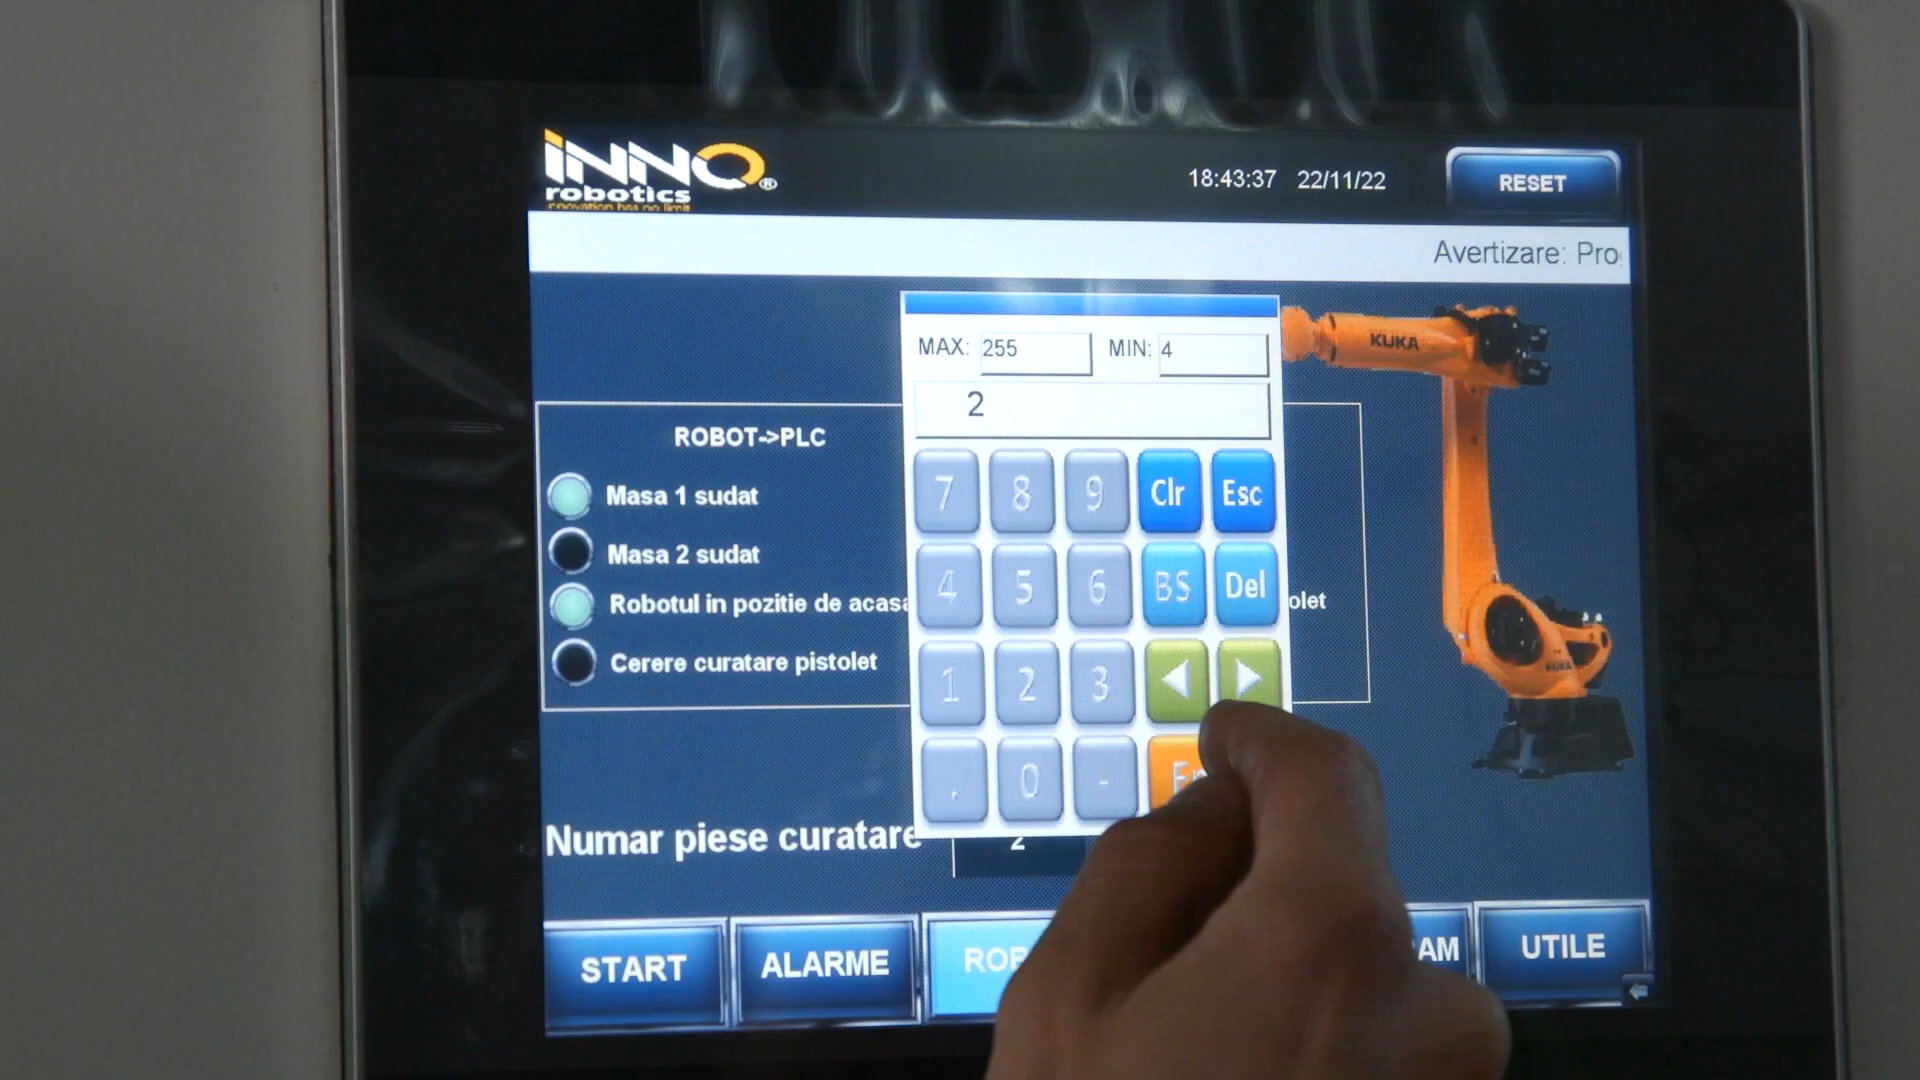 INNO®
robotics
18:43:37 22/11/22
RESET
Avertizare: Pro
MAX: 255 MIN: 4
2
KUKA
ROBOT->PLC
7 8 9 Clr Esc
Masa 1 sudat
Masa 2 sudat
4 5 6 BS Del
Robotul in pozitie de acasa
olet
Cerere curatare pistolet
1 2 3
KUKA
. 0 -
Numar piese curatare 2
START ALARME ROB AM UTILE